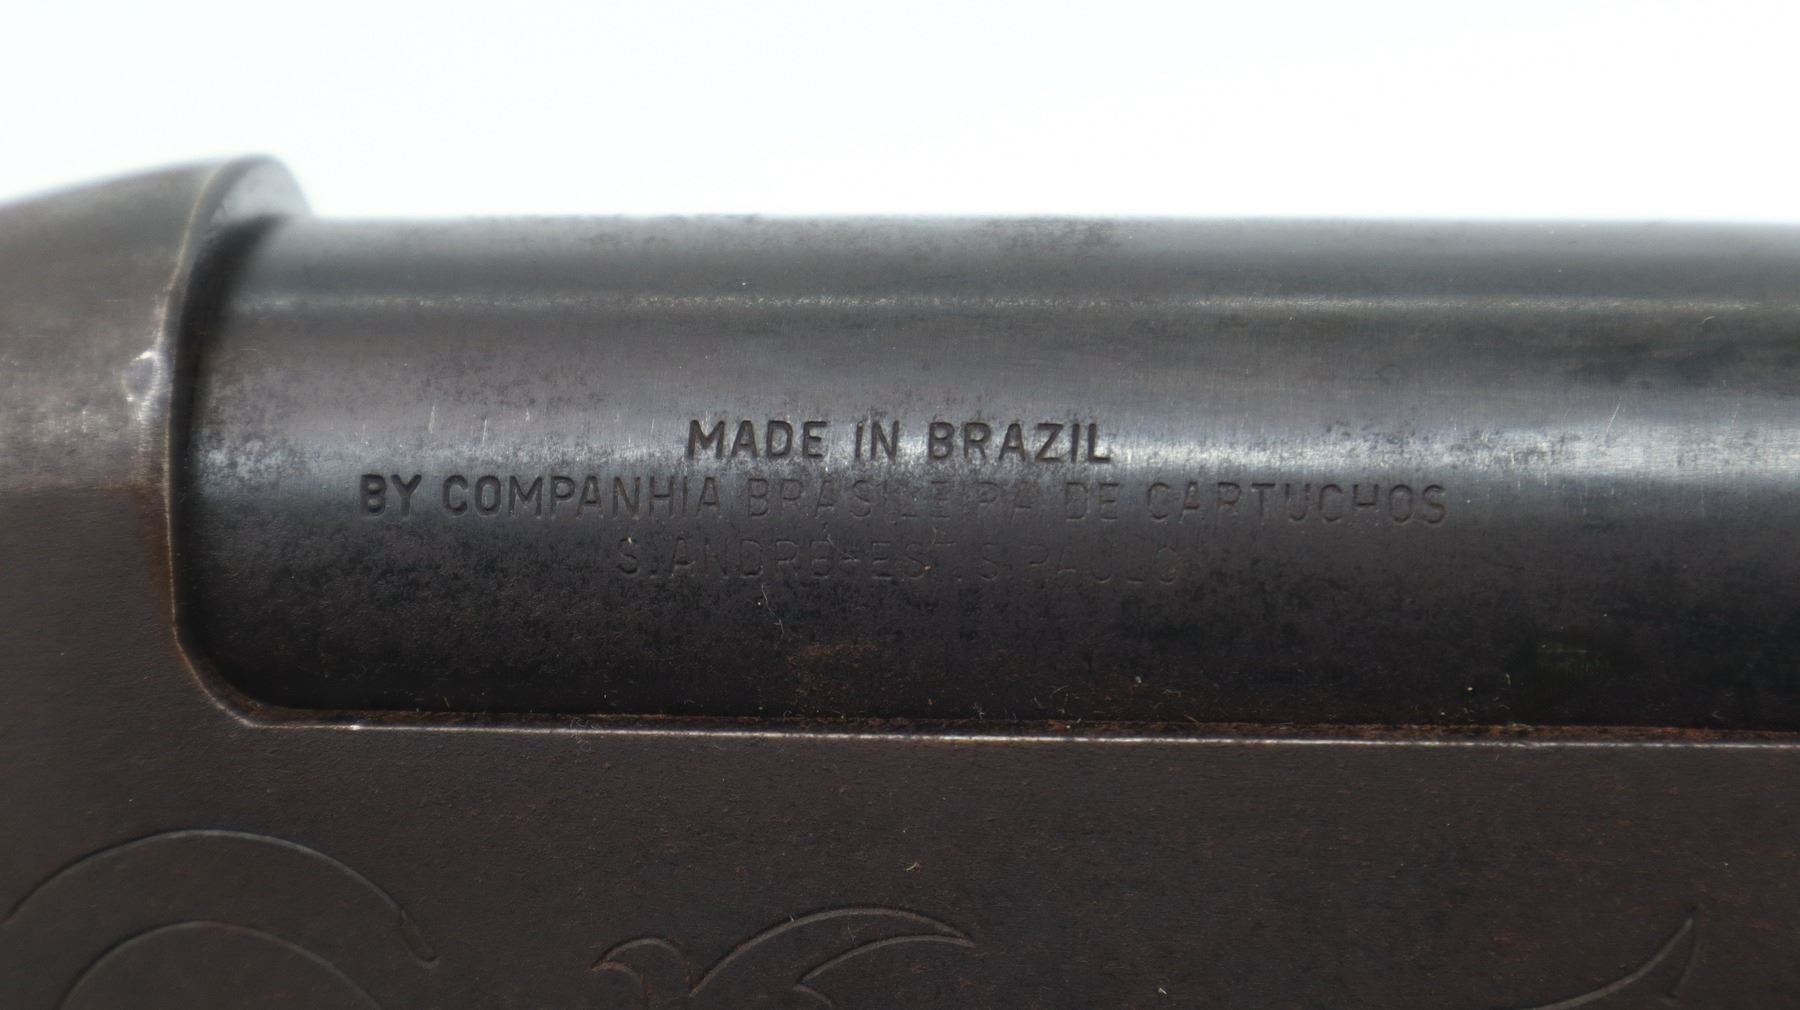 MADE IN BRAZIL
BY COMPANHIA BRASILEIRA DE CARTUCHOS
S. ANDRE-EST. S. PAULO